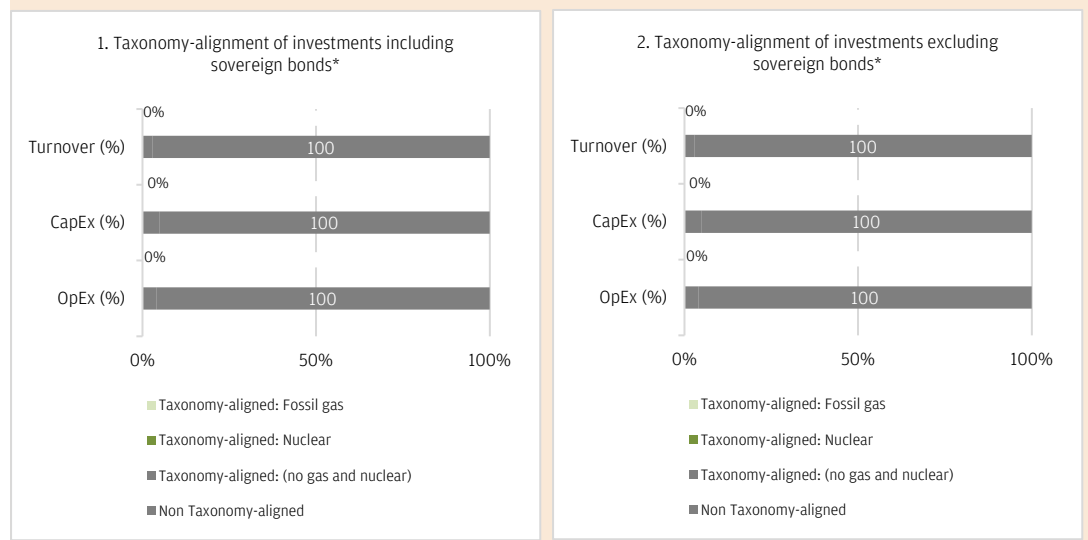 1. Taxonomy-alignment of investments including
sovereign bonds*
0%
Turnover (%)
100
0%
CapEx (%)
100
0%
OpEx (%)
100
0%
50%
100%
Taxonomy-aligned: Fossil gas
Taxonomy-aligned: Nuclear
Taxonomy-aligned: (no gas and nuclear)
Non Taxonomy-aligned
2. Taxonomy-alignment of investments excluding
sovereign bonds*
0%
Turnover (%)
100
0%
CapEx (%)
100
0%
OpEx (%)
100
0%
50%
100%
Taxonomy-aligned: Fossil gas
Taxonomy-aligned: Nuclear
Taxonomy-aligned: (no gas and nuclear)
Non Taxonomy-aligned